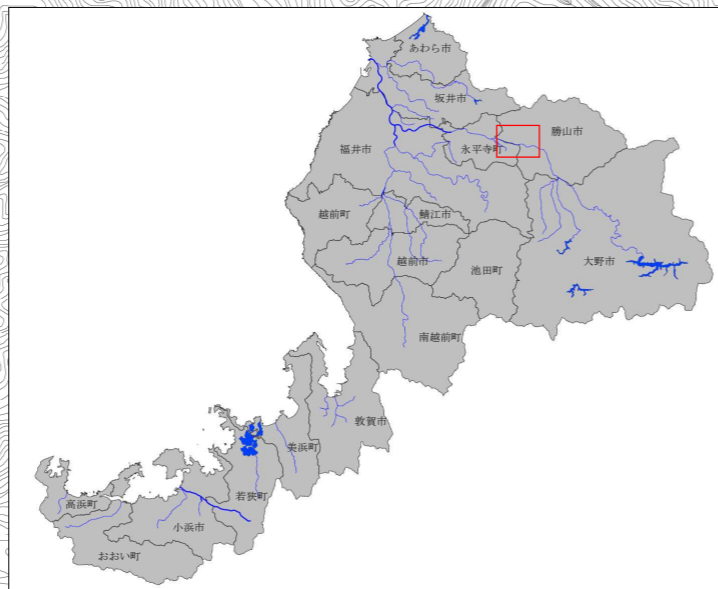 あわら市
坂井市
勝山市
福井市
永平寺町
越前町
鯖江市
越前市
池田町
大野市
南越前町
敦賀市
美浜町
若狭町
高浜町
小浜市
おおい町